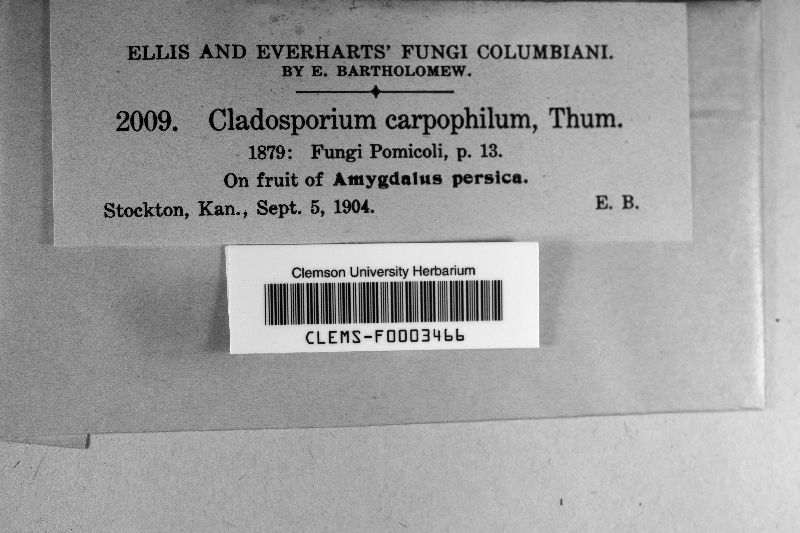 ELLIS AND EVERHARTS' FUNGI COLUMBIANI.
BY E. BARTHOLOMEW.
2009. Cladosporium carpophilum, Thum.
1879: Fungi Pomicoli, p. 13.
On fruit of Amygdalus persica.
Stockton, Kan., Sept. 5, 1904. E. B.
Clemson University Herbarium
CLEMS-F0003466